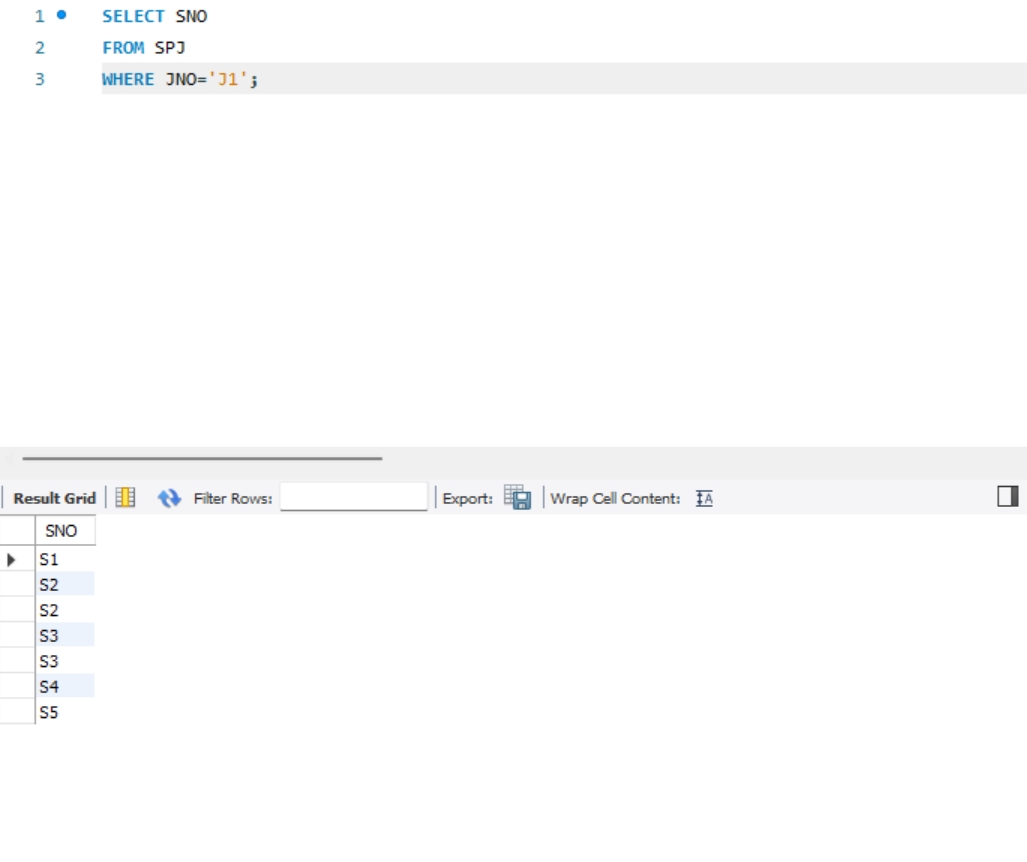 1 SELECT SNO
2 FROM SPJ
3 WHERE JNO='J1';
Result Grid Filter Rows: Export: Wrap Cell Content: IA
SNO
S1
S2
S2
S3
S3
S4
S5